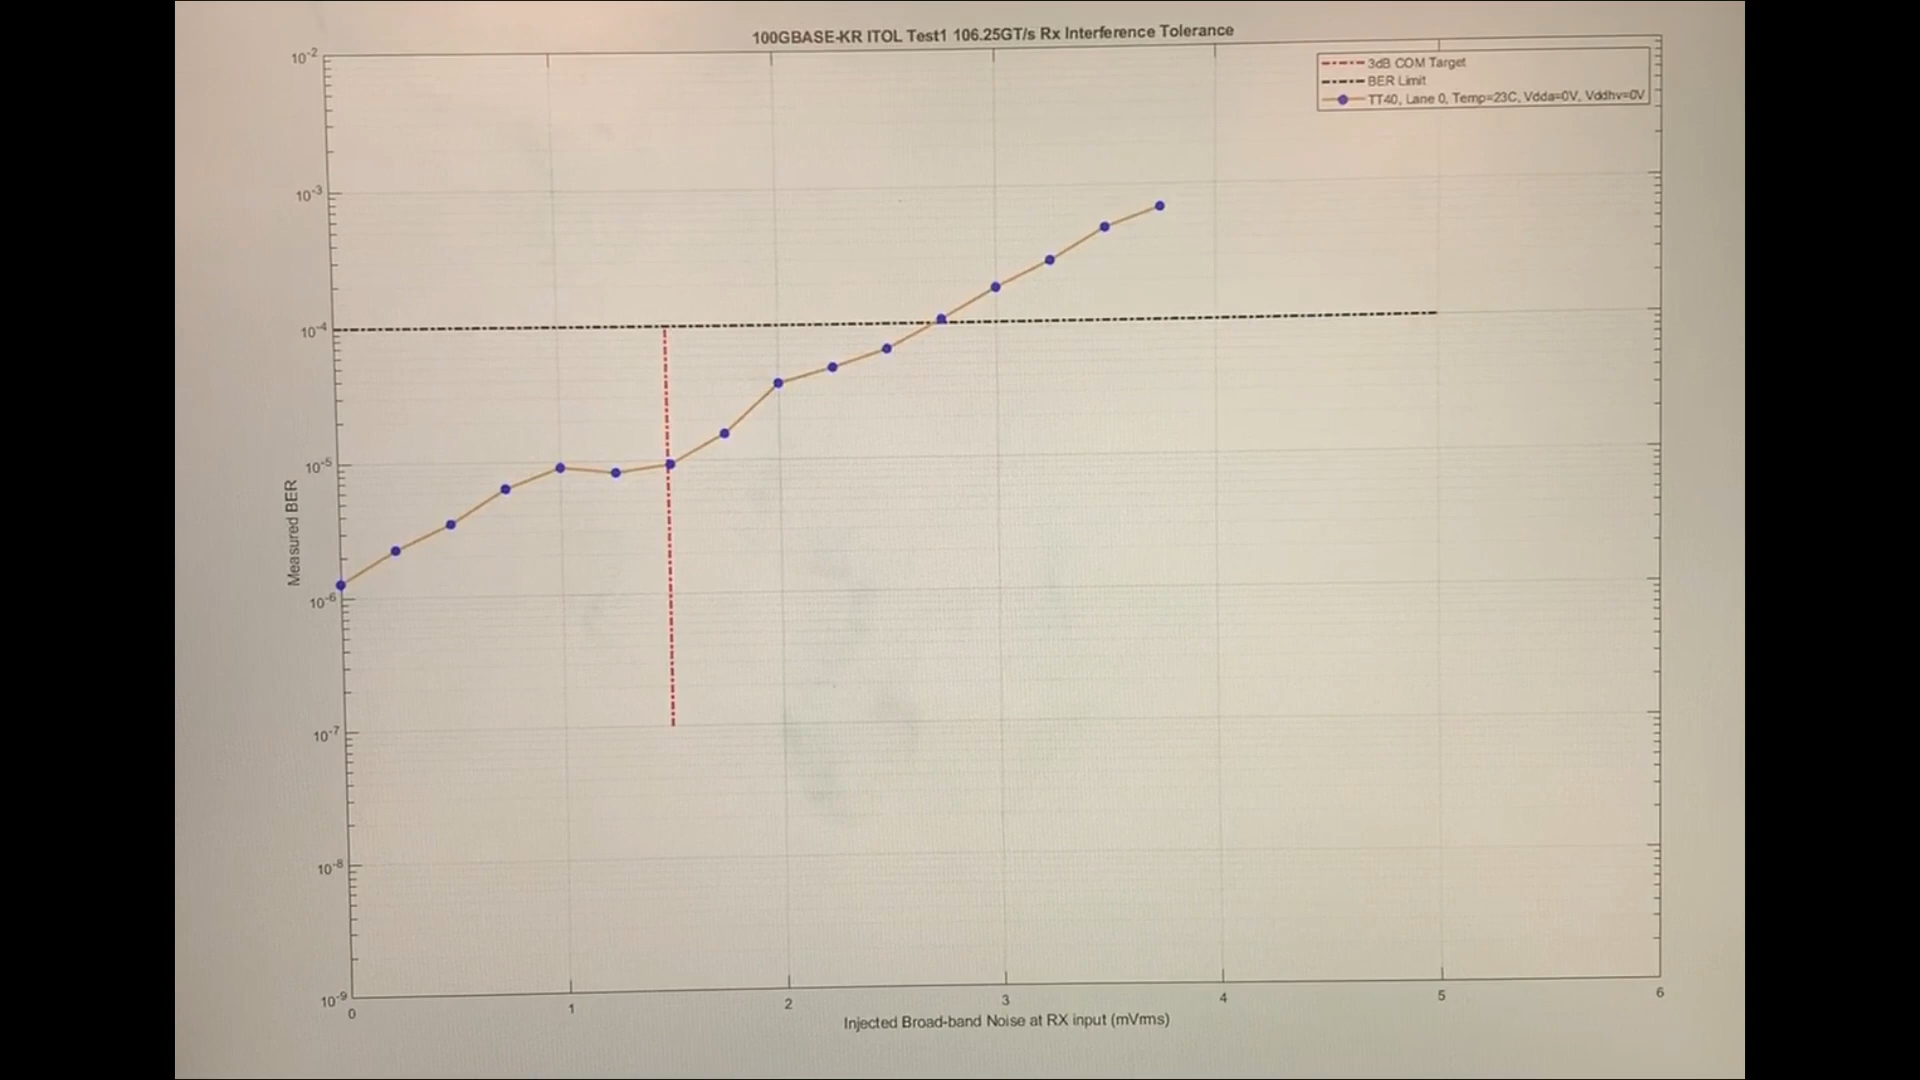 100GBASE-KR ITOL Test1 106.25GT/s Rx Interference Tolerance
3dB COM Target
BER Limit
TT40, Lane 0, Temp=23C, Vdda=0V, Vddhv=0V
10⁻²
10⁻³
10⁻⁴
10⁻⁵
10⁻⁶
10⁻⁷
10⁻⁸
10⁻⁹
Measured BER
0 1 2 3 4 5 6
Injected Broad-band Noise at RX input (mVrms)